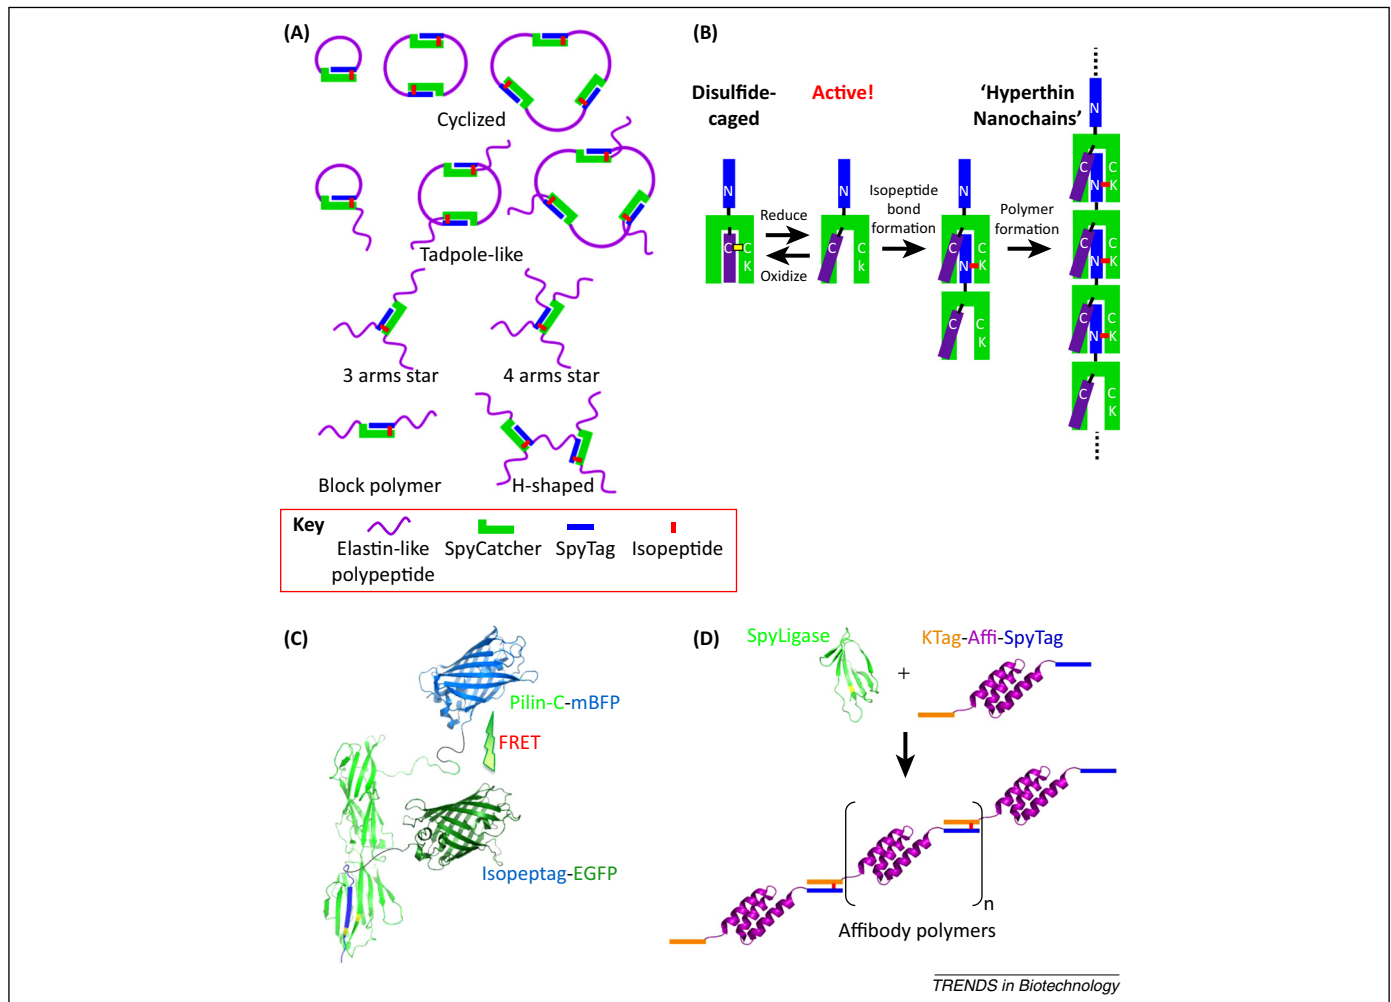 (A)
Cyclized
Tadpole-like
3 arms star
4 arms star
Block polymer
H-shaped
Key
Elastin-like
polypeptide
SpyCatcher
SpyTag
Isopeptide
(B)
Disulfide-
caged
Active!
‘Hyperthin
Nanochains’
N
C
C
K
Reduce
Oxidize
N
C
C
k
Isopeptide
bond
formation
N
C
C
N
K
C
C
K
Polymer
formation
N
C
C
N
K
C
C
N
K
C
C
N
K
C
C
K
(C)
Pilin-C-mBFP
FRET
Isopeptag-EGFP
(D)
SpyLigase
+
KTag-Affi-SpyTag
n
Affibody polymers
TRENDS in Biotechnology